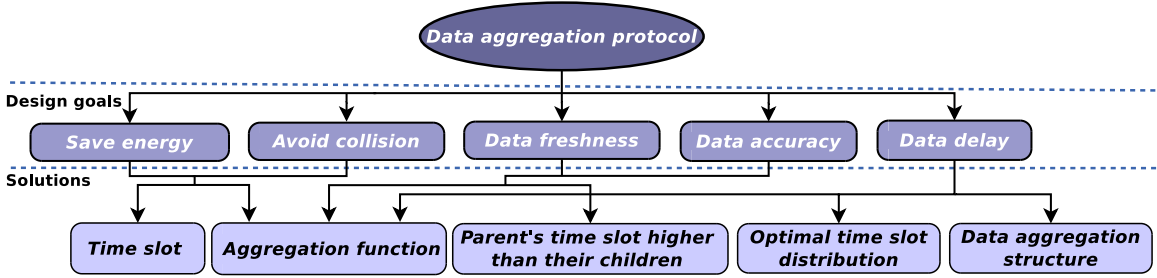 Data aggregation protocol
Design goals
Save energy
Avoid collision
Data freshness
Data accuracy
Data delay
Solutions
Time slot
Aggregation function
Parent's time slot higher
than their children
Optimal time slot
distribution
Data aggregation
structure